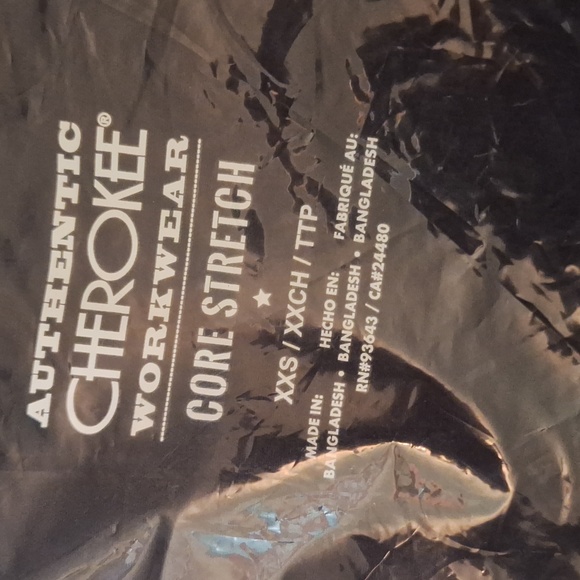 AUTHENTIC
CHEROKEE®
WORKWEAR
CORE STRETCH
XXS / XXCH / TTP
MADE IN: HECHO EN: FABRIQUÉ AU:
BANGLADESH • BANGLADESH • BANGLADESH
RN#93643 / CA#24480